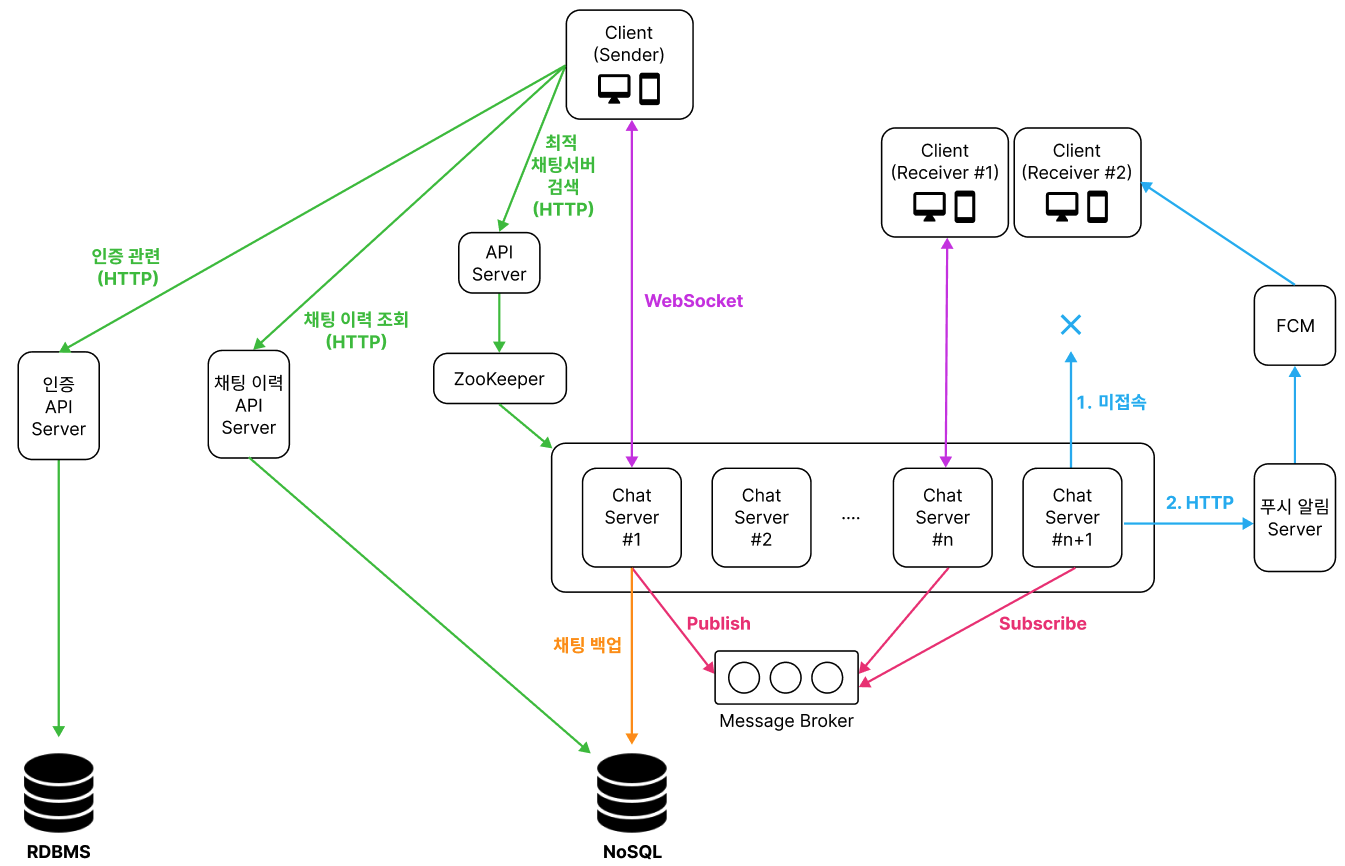 Client
(Sender)
최적
채팅서버
검색
(HTTP)
Client
(Receiver #1)
Client
(Receiver #2)
인증 관련
(HTTP)
API
Server
WebSocket
채팅 이력 조회
(HTTP)
FCM
인증
API
Server
채팅 이력
API
Server
ZooKeeper
1. 미접속
Chat
Server
#1
Chat
Server
#2
....
Chat
Server
#n
Chat
Server
#n+1
2. HTTP
푸시 알림
Server
Publish
Subscribe
채팅 백업
Message Broker
RDBMS
NoSQL